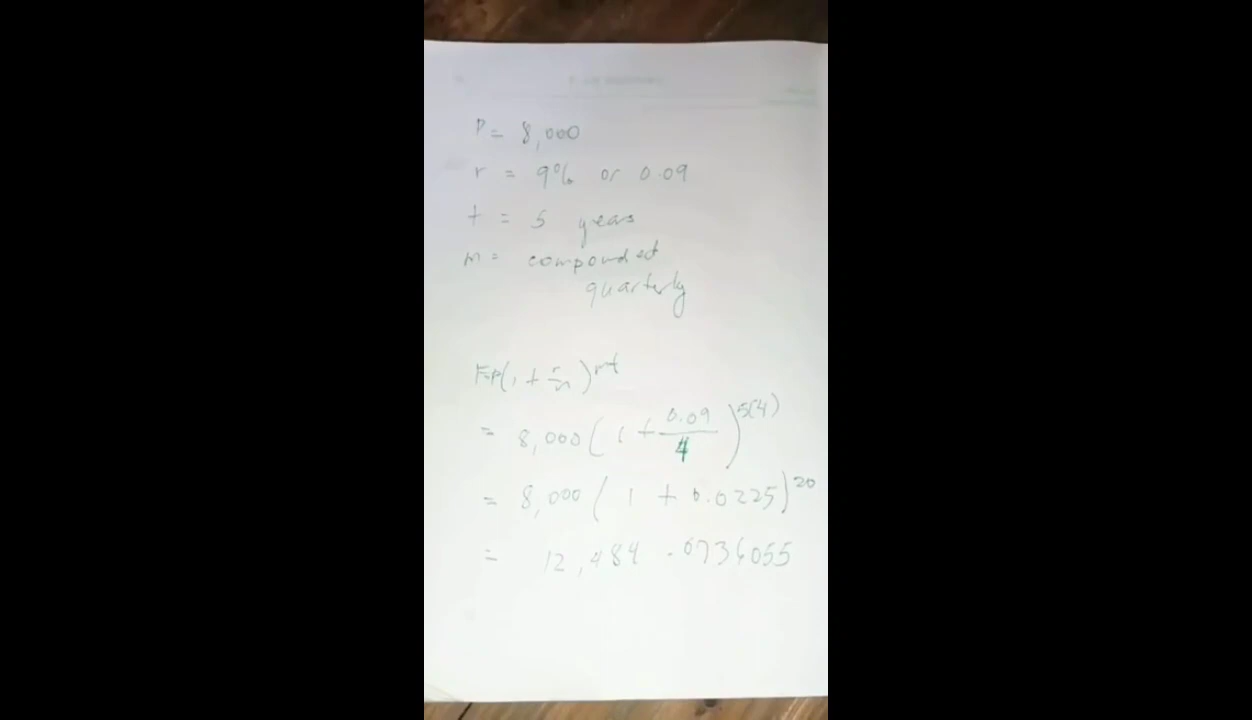 P = 8,000
r = 9% or 0.09
t = 5 years
m = compounded
quarterly
F=P(1 + r/m)^mt
= 8,000 (1 + 0.09/4)^5(4)
= 8,000 (1 + 0.0225)^20
= 12,484.0736055